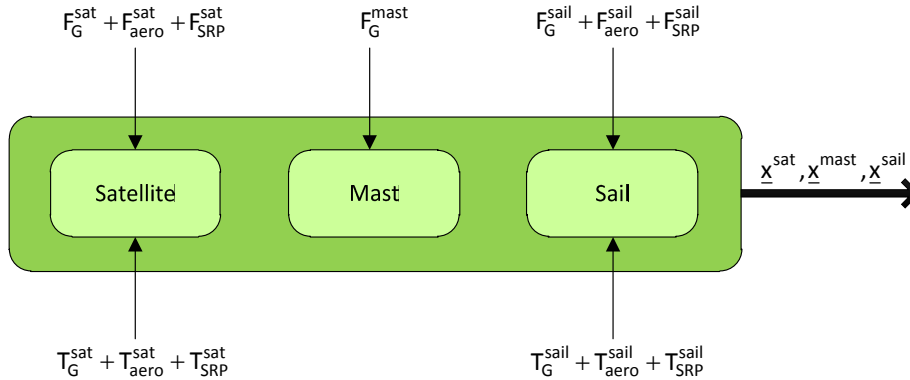 F_G^sat + F_aero^sat + F_SRP^sat
F_G^mast
F_G^sail + F_aero^sail + F_SRP^sail
Satellite
Mast
Sail
x^sat , x^mast , x^sail
T_G^sat + T_aero^sat + T_SRP^sat
T_G^sail + T_aero^sail + T_SRP^sail